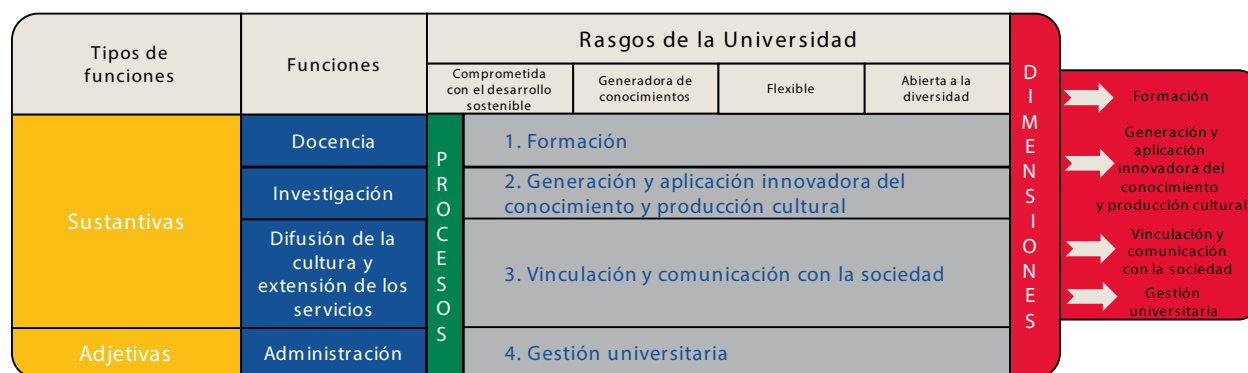 Tipos de
funciones
Funciones
Rasgos de la Universidad
Comprometida
con el desarrollo
sostenible
Generadora de
conocimientos
Flexible
Abierta a la
diversidad
Sustantivas
Docencia
Investigación
Difusión de la
cultura y
extensión de los
servicios
Adjetivas
Administración
PROCESOS
1. Formación
2. Generación y aplicación innovadora del
conocimiento y producción cultural
3. Vinculación y comunicación con la sociedad
4. Gestión universitaria
DIMENSIONES
Formación
Generación y
aplicación
innovadora del
conocimiento
y producción cultural
Vinculación y
comunicación
con la sociedad
Gestión
universitaria